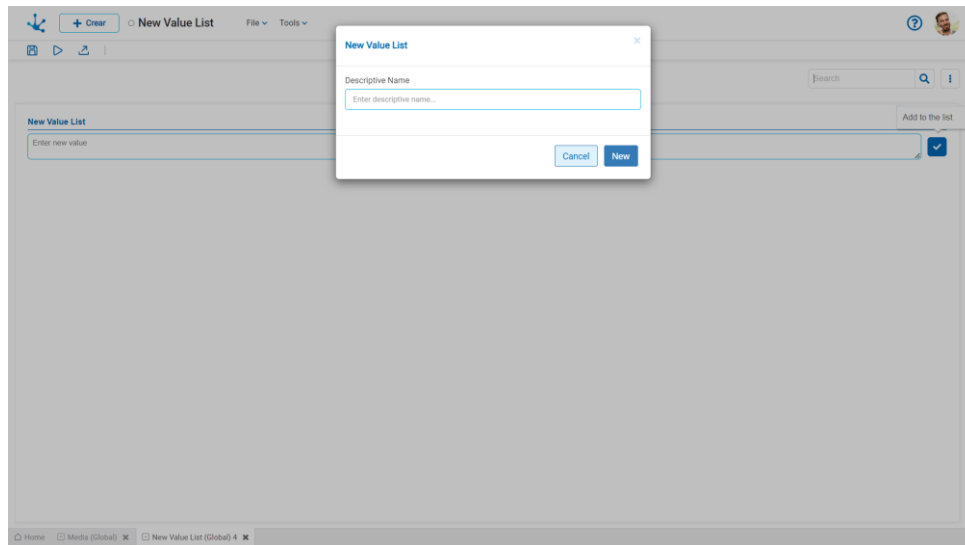 + Crear
New Value List
File
Tools
?
New Value List
×
Descriptive Name
Enter descriptive name...
Cancel
New
Search
Add to the list
New Value List
Enter new value
Home
Media (Global)
New Value List (Global) 4